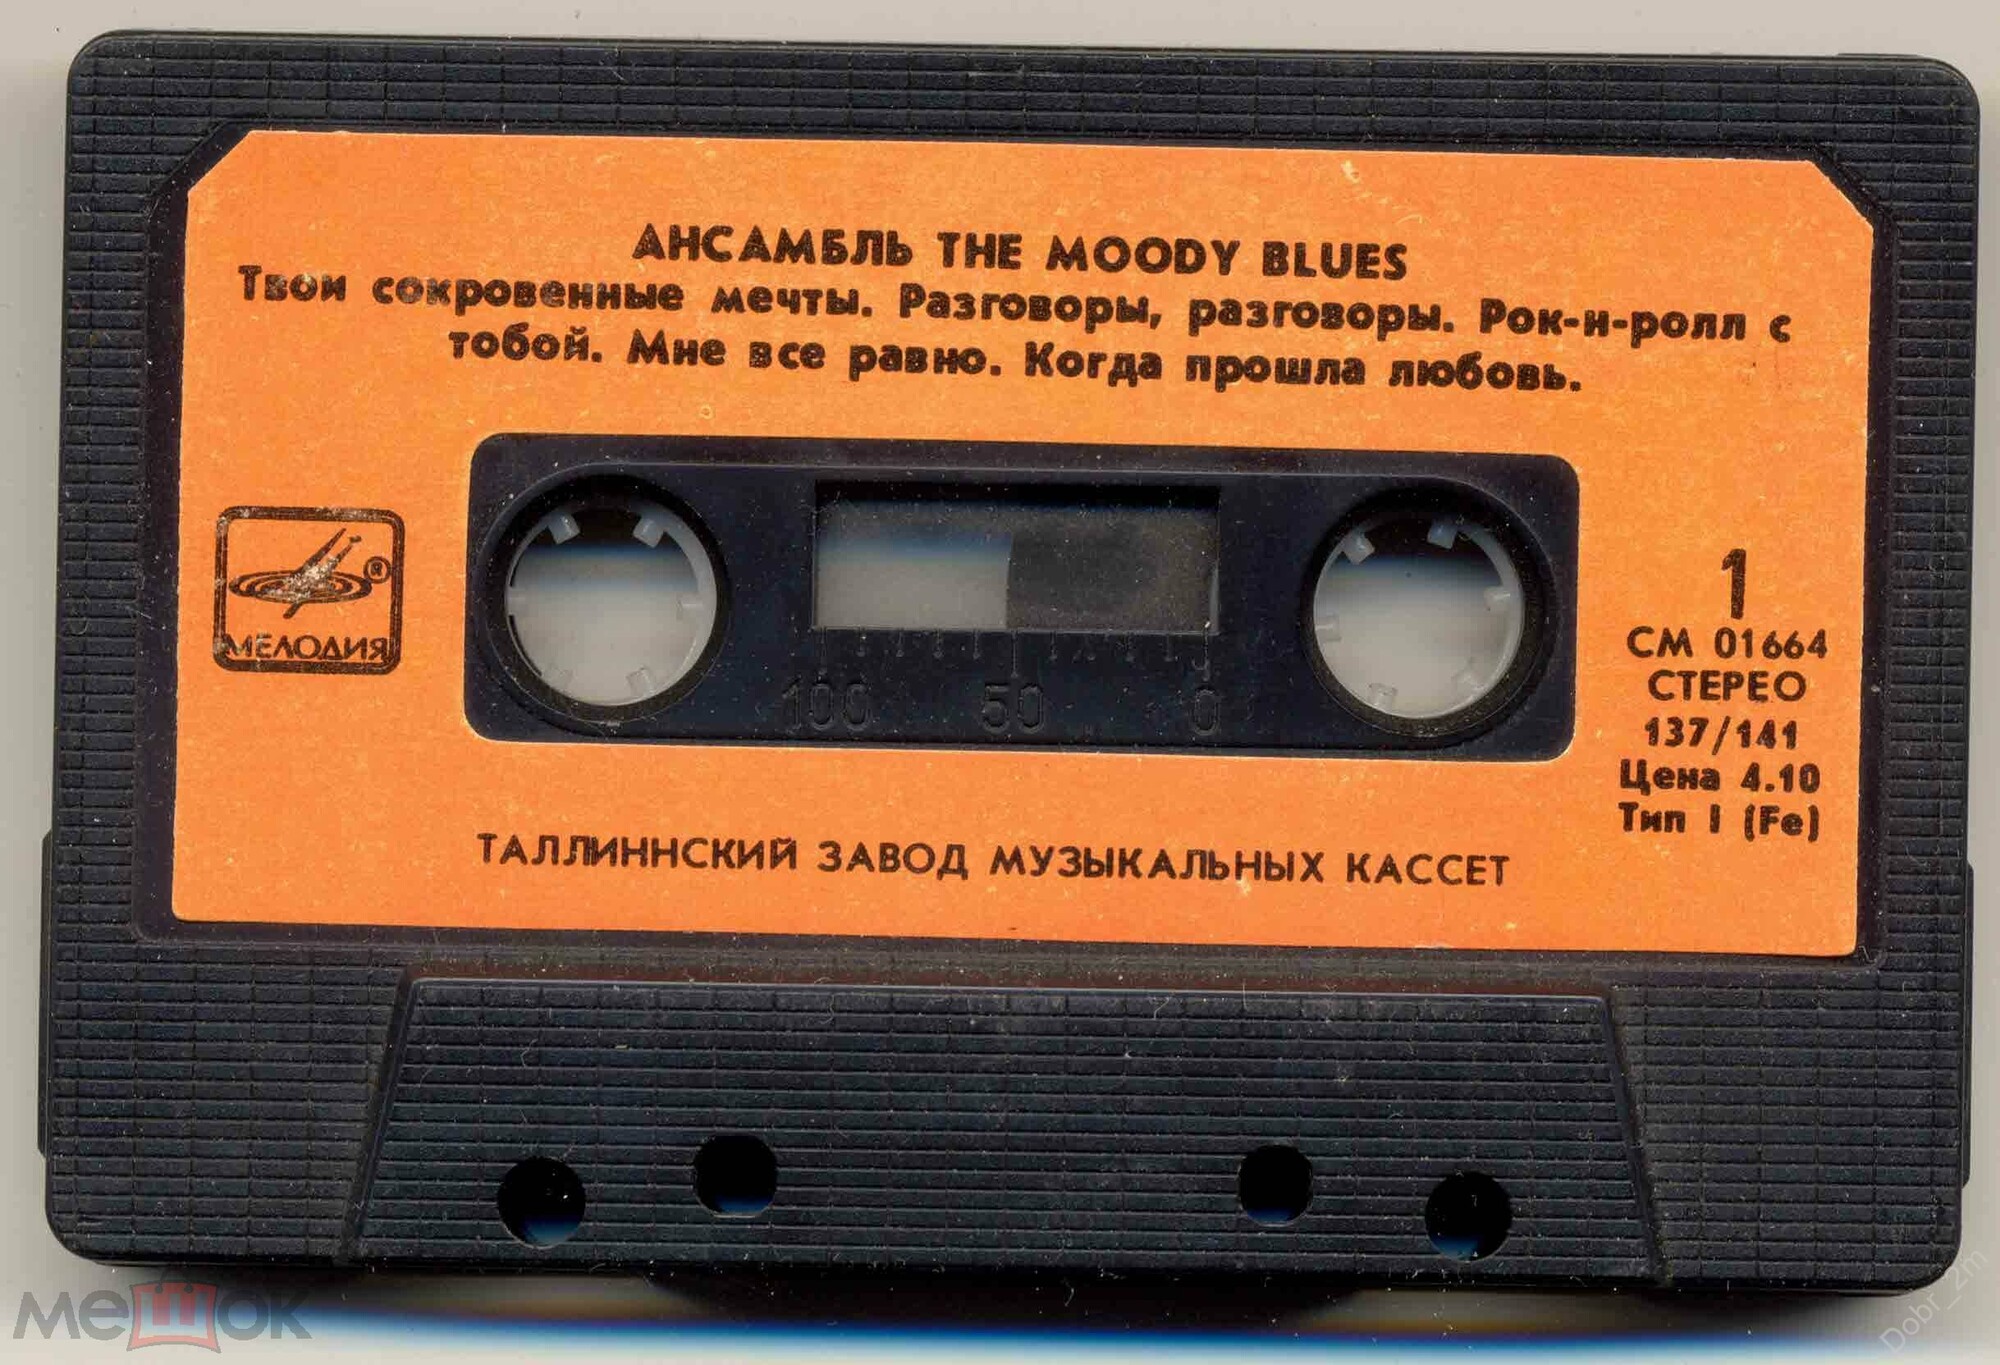 АНСАМБЛЬ THE MOODY BLUES
Твои сокровенные мечты. Разговоры, разговоры. Рок-н-ролл с
тобой. Мне все равно. Когда прошла любовь.
®
МЕЛОДИЯ
100 50 0
1
СМ 01664
СТЕРЕО
137/141
Цена 4.10
Тип I (Fe)
ТАЛЛИННСКИЙ ЗАВОД МУЗЫКАЛЬНЫХ КАССЕТ
мешок
Dobr_2m